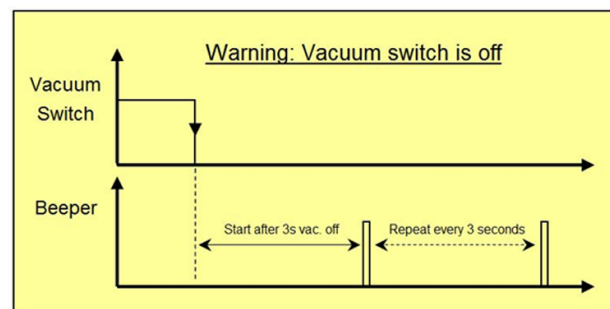 Warning: Vacuum switch is off
Vacuum
Switch
Beeper
Start after 3s vac. off
Repeat every 3 seconds